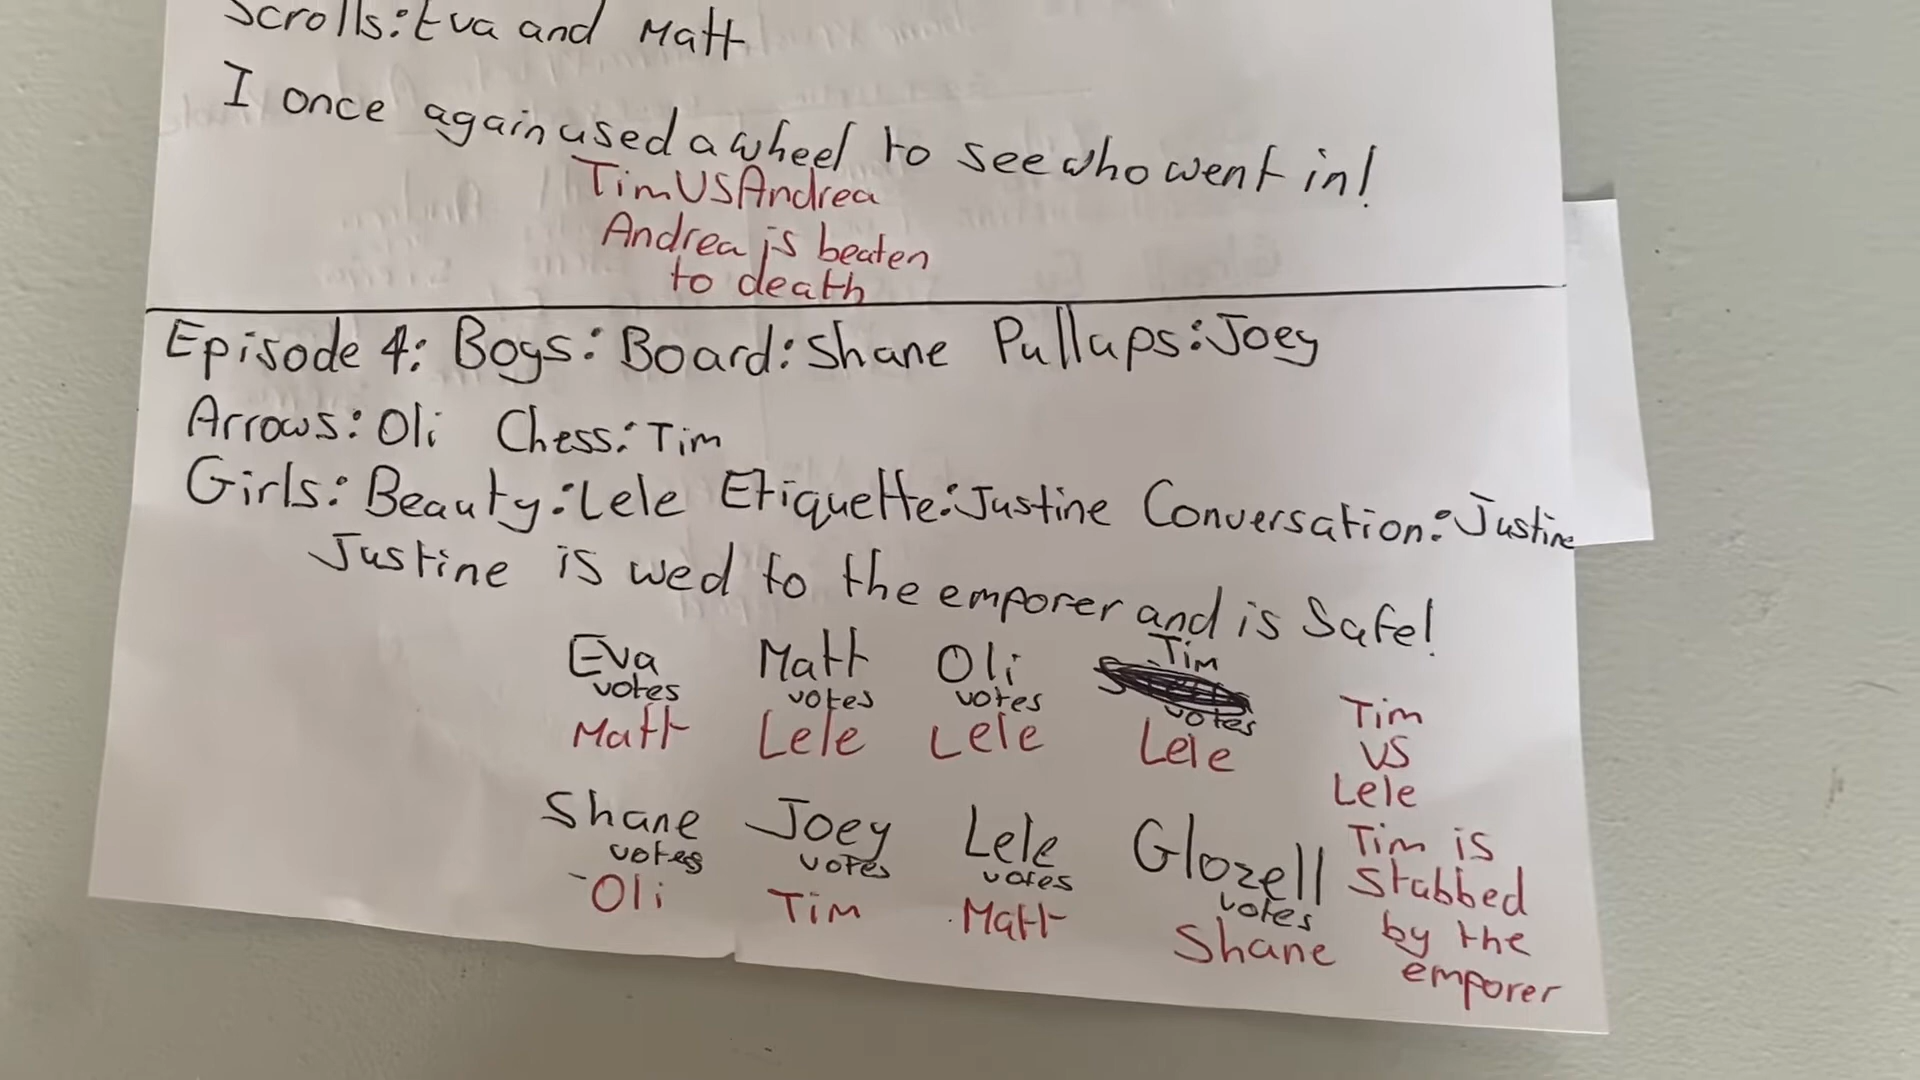 Scrolls: Eva and Matt
I once again used a wheel to see who went in!
Tim VS Andrea
Andrea is beaten
to death
Episode 4: Boys: Board: Shane Pullups: Joey
Arrows: Oli Chess: Tim
Girls: Beauty: Lele Etiquette: Justine Conversation: Justine
Justine is wed to the emporer and is Safe!
Eva votes Matt
Matt votes Lele
Oli votes Lele
Tim votes Lele
Shane votes Oli
Joey votes Tim
Lele votes Matt
Glozell votes Shane
Tim
VS
Lele
Tim is
Stabbed
by the
emporer